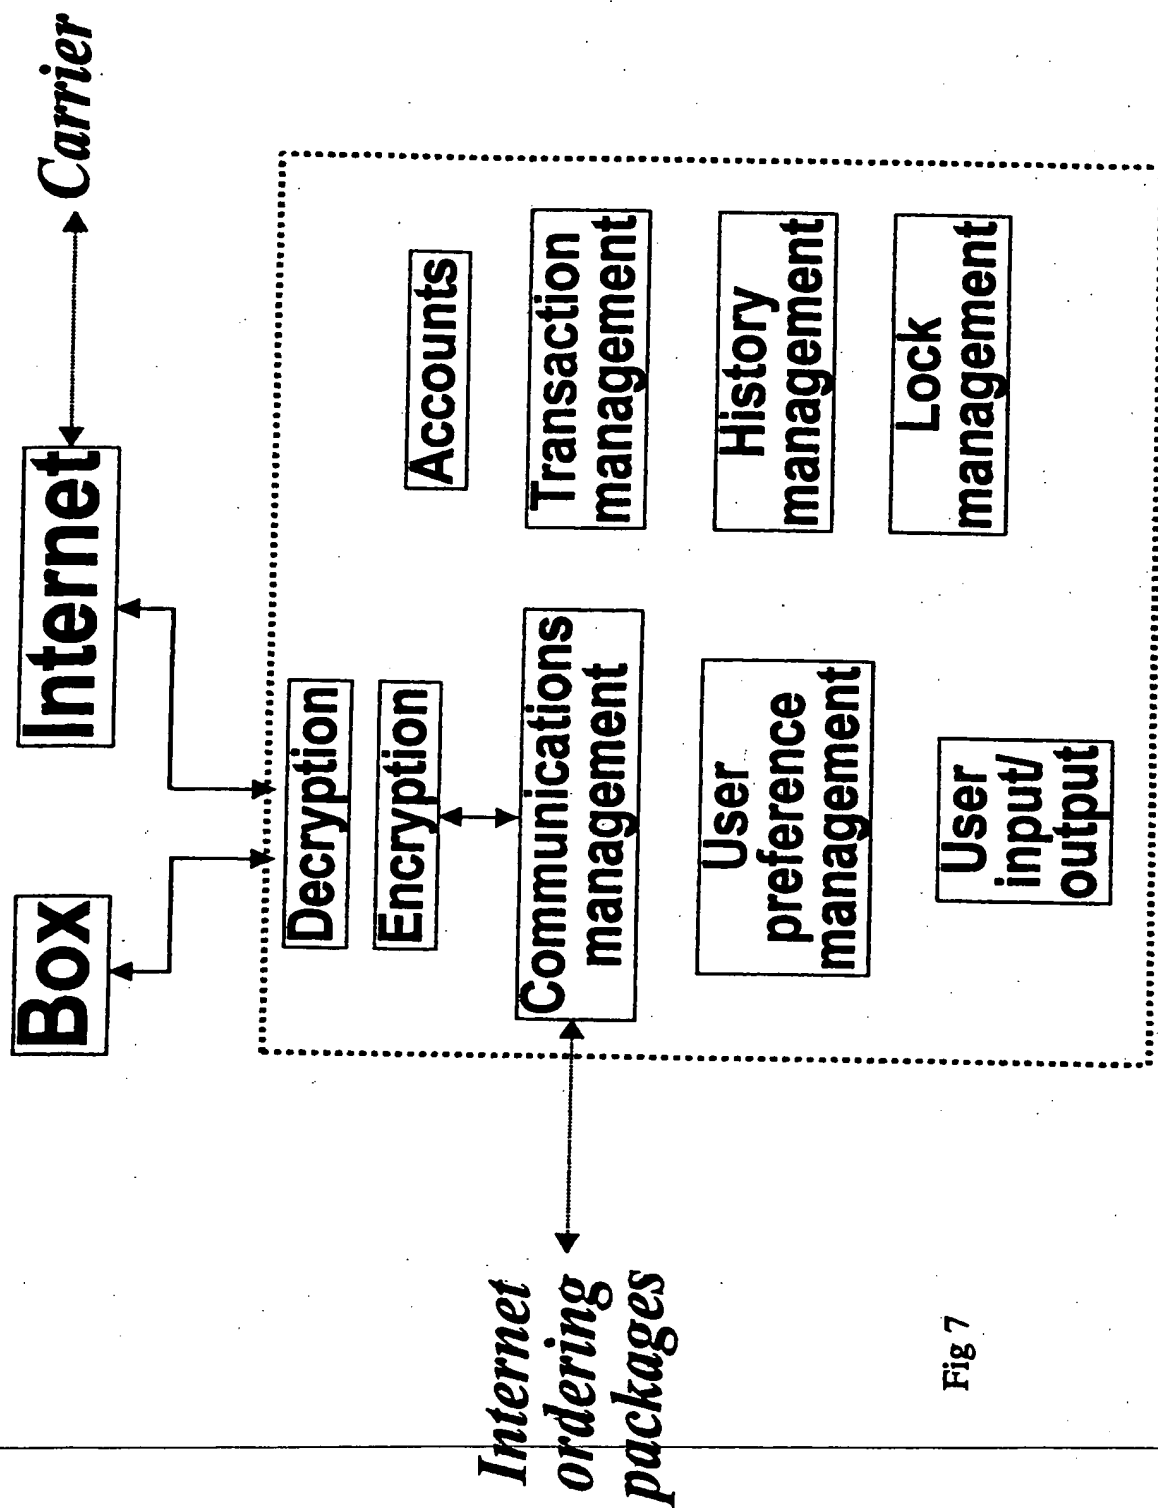 Box
Internet
Carrier
Decryption
Encryption
Accounts
Internet
ordering
packages
Communications
management
Transaction
management
User
preference
management
History
management
User
input/
output
Lock
management
Fig 7